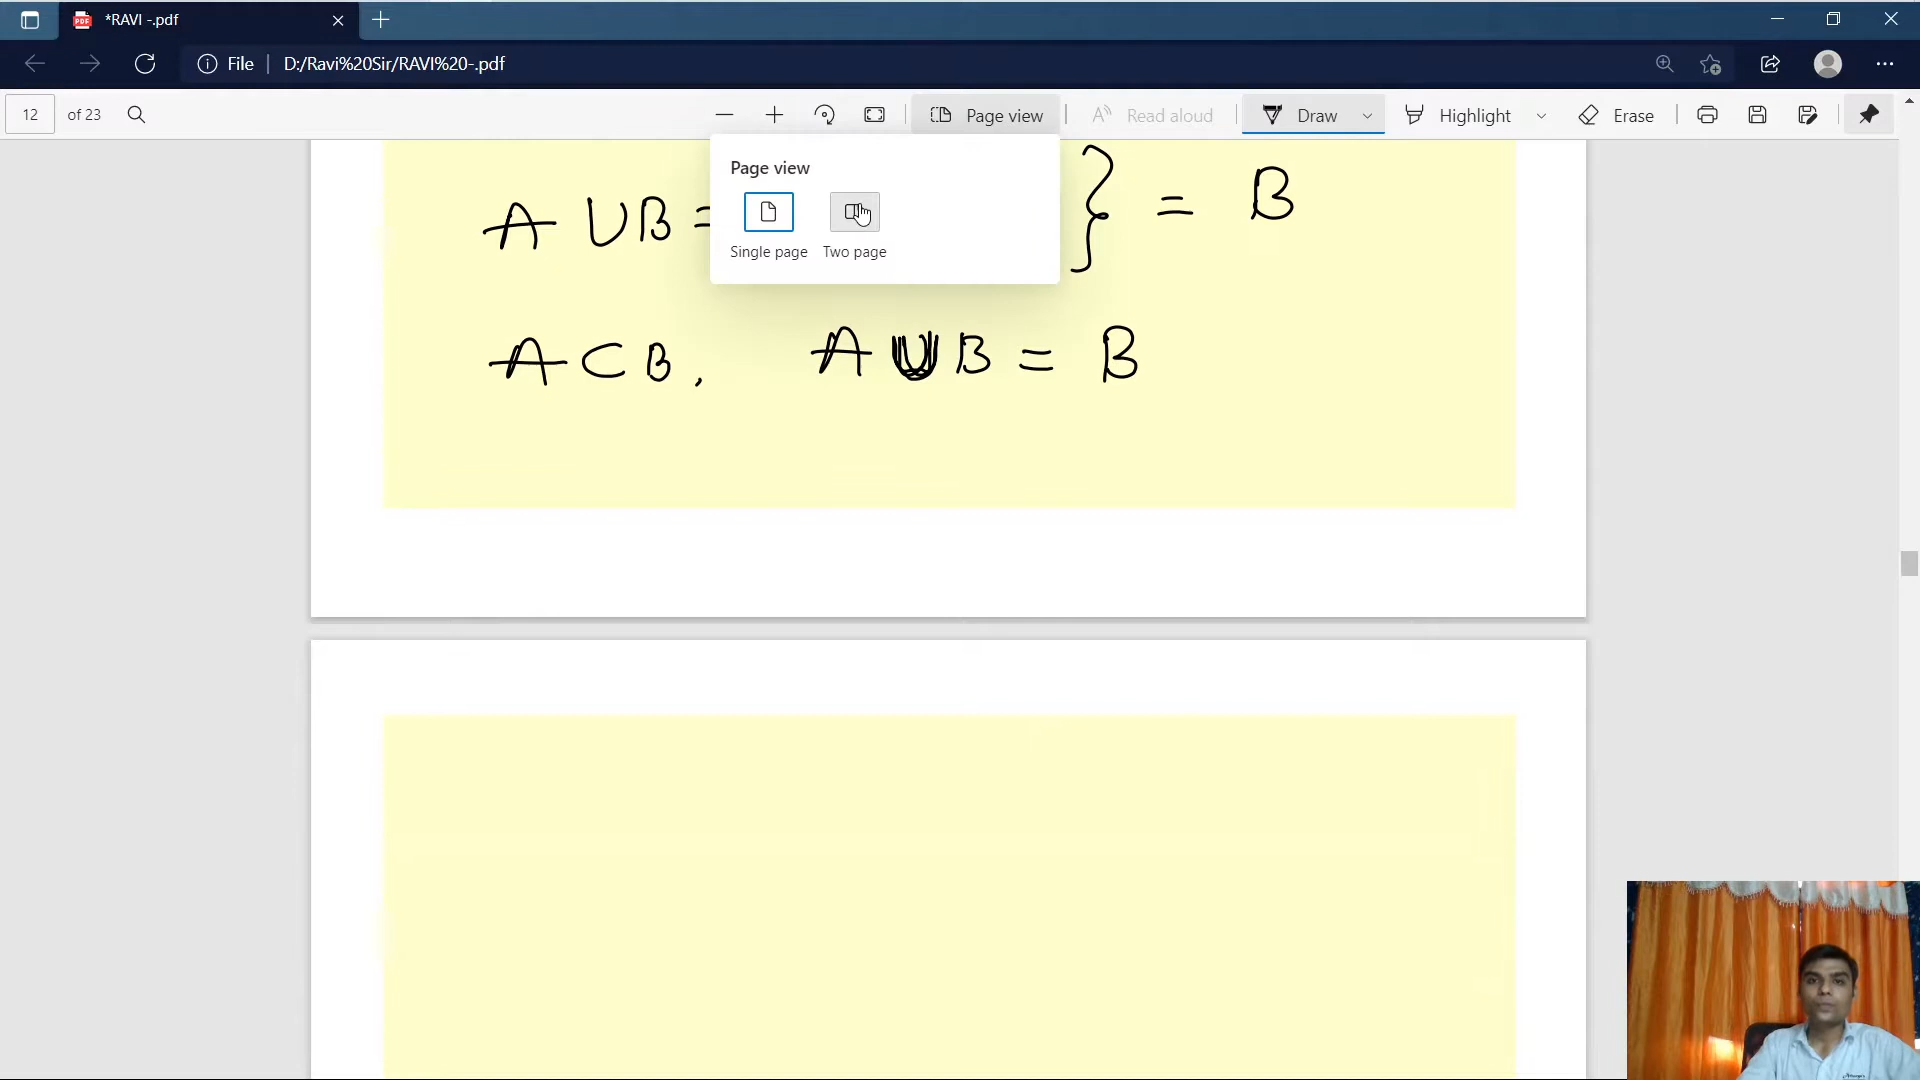 *RAVI -.pdf
File D:/Ravi%20Sir/RAVI%20-.pdf
12 of 23 Page view Read aloud Draw Highlight Erase
Page view
Single page Two page
A ∪ B = } = B
A ⊂ B, A ∪ B = B